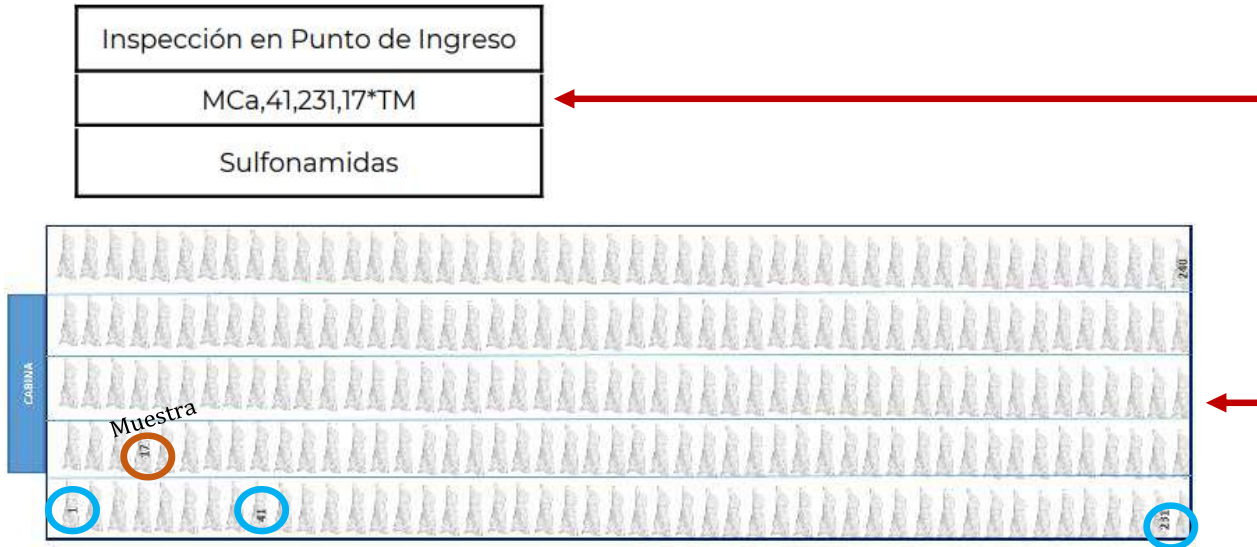 Inspección en Punto de Ingreso
MCa,41,231,17*TM
Sulfonamidas
240
CABINA
Muestra
17
1
41
231